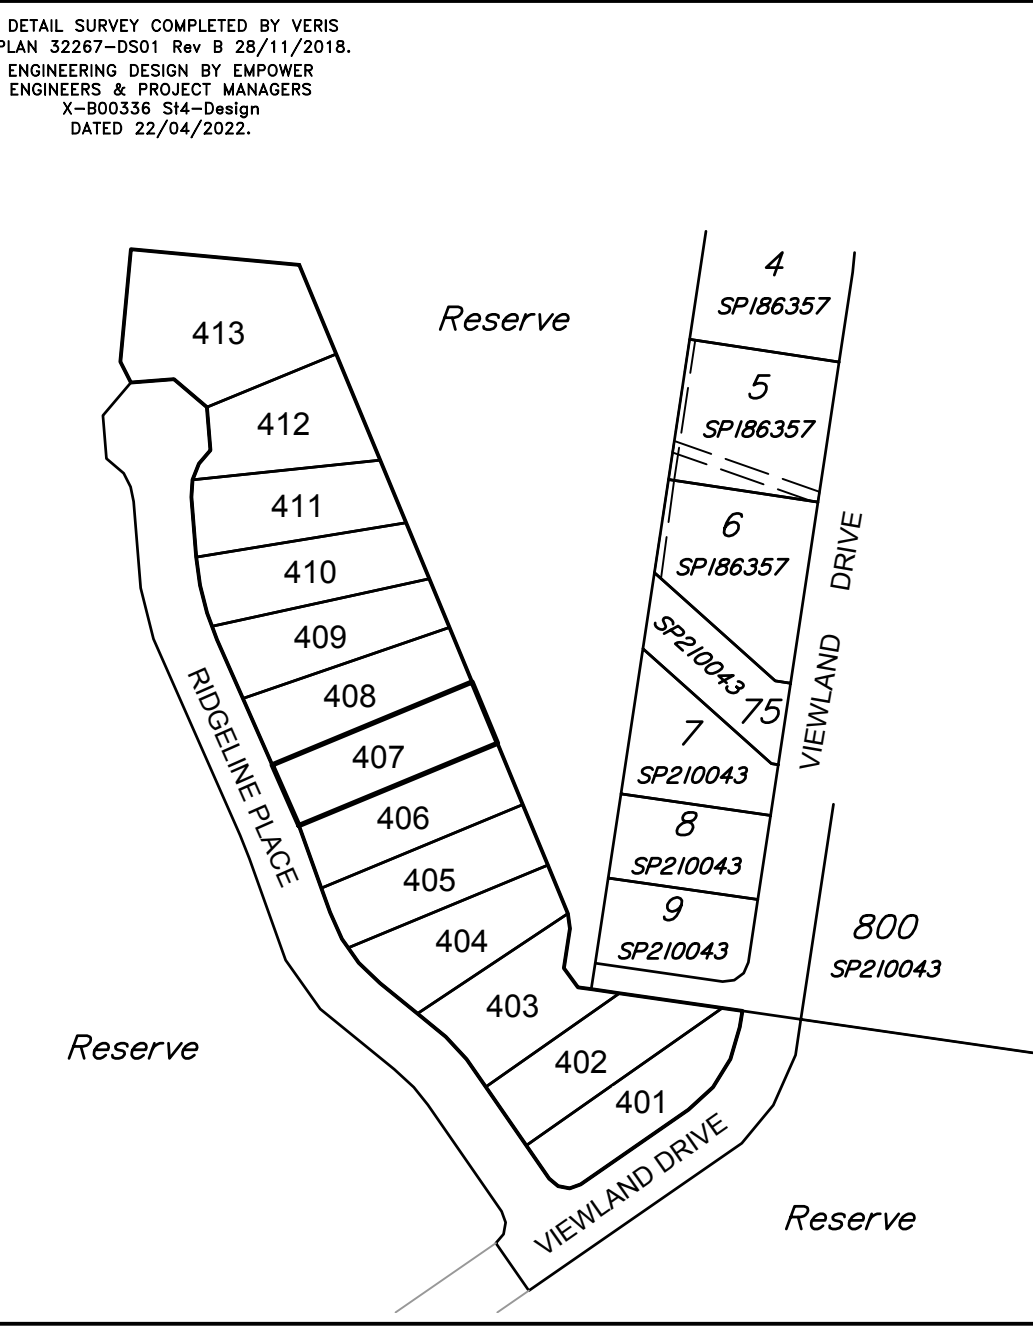 DETAIL SURVEY COMPLETED BY VERIS
PLAN 32267-DS01 Rev B 28/11/2018.
ENGINEERING DESIGN BY EMPOWER
ENGINEERS & PROJECT MANAGERS
X-B00336 St4-Design
DATED 22/04/2022.
4
SP186357
Reserve
413
5
SP186357
412
411
6
SP186357
DRIVE
410
409
SP210043
75
408
VIEWLAND
7
SP210043
407
RIDGELINE PLACE
406
8
SP210043
405
9
SP210043
404
800
SP210043
403
Reserve
402
401
VIEWLAND DRIVE
Reserve